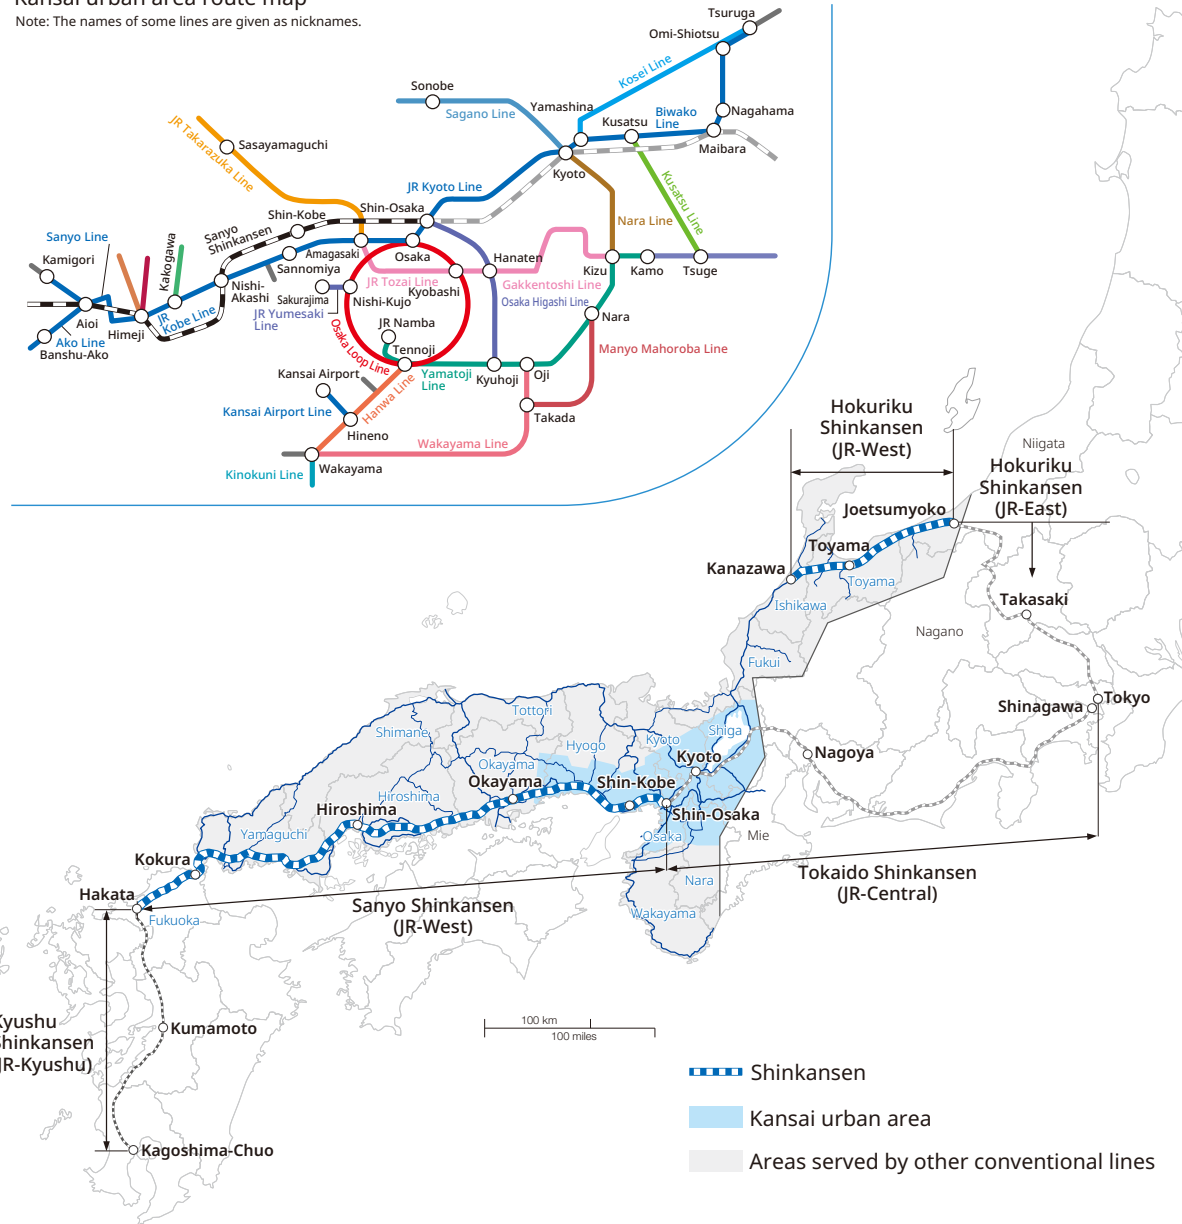 Kansai urban area route map
Note: The names of some lines are given as nicknames.
Tsuruga
Omi-Shiotsu
Kosei Line
Sonobe
Sagano Line
Yamashina
Kusatsu
Biwako
Line
Nagahama
Maibara
JR Takarazuka Line
Sasayamaguchi
Kyoto
JR Kyoto Line
Kusatsu Line
Nara Line
Shin-Osaka
Shin-Kobe
Sanyo
Shinkansen
Sanyo Line
Kamigori
Kakogawa
Amagasaki
Osaka
Hanaten
Kizu
Kamo
Tsuge
Sannomiya
JR Tozai Line
Gakkentoshi Line
Nishi-
Akashi
Sakurajima
Nishi-Kujo
Kyobashi
Osaka Higashi Line
JR Yumesaki
Line
JR
Kobe Line
Aioi
Himeji
Ako Line
Banshu-Ako
JR Namba
Nara
Osaka Loop Line
Tennoji
Manyo Mahoroba Line
Kansai Airport
Yamatoji
Line
Kyuhoji
Oji
Hanwa Line
Kansai Airport Line
Hineno
Takada
Wakayama Line
Wakayama
Kinokuni Line
Hokuriku
Shinkansen
(JR-West)
Niigata
Hokuriku
Shinkansen
(JR-East)
Joetsumyoko
Toyama
Kanazawa
Toyama
Ishikawa
Takasaki
Nagano
Fukui
Tokyo
Shinagawa
Tottori
Shimane
Shiga
Kyoto
Hyogo
Kyoto
Nagoya
Okayama
Okayama
Shin-Kobe
Hiroshima
Hiroshima
Shin-Osaka
Yamaguchi
Osaka
Mie
Kokura
Tokaido Shinkansen
(JR-Central)
Nara
Hakata
Sanyo Shinkansen
(JR-West)
Wakayama
Fukuoka
100 km
100 miles
Kyushu
Shinkansen
(JR-Kyushu)
Kumamoto
Kagoshima-Chuo
Shinkansen
Kansai urban area
Areas served by other conventional lines